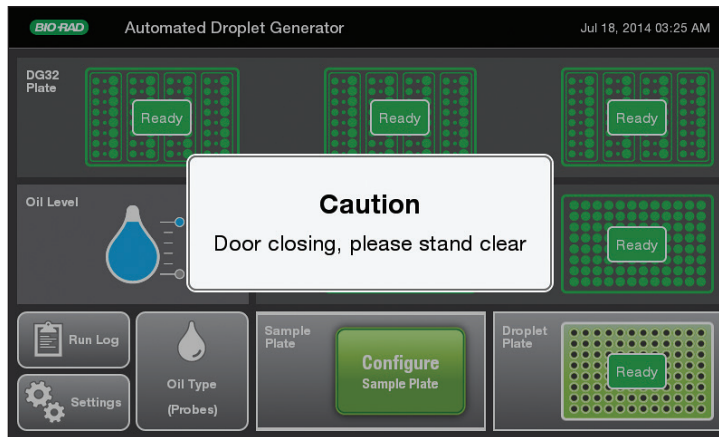 BIO-RAD
Automated Droplet Generator
Jul 18, 2014 03:25 AM
DG32
Plate
Ready
Ready
Ready
Caution
Door closing, please stand clear
Oil Level
Ready
Run Log
Settings
Oil Type
(Probes)
Sample
Plate
Configure
Sample Plate
Droplet
Plate
Ready